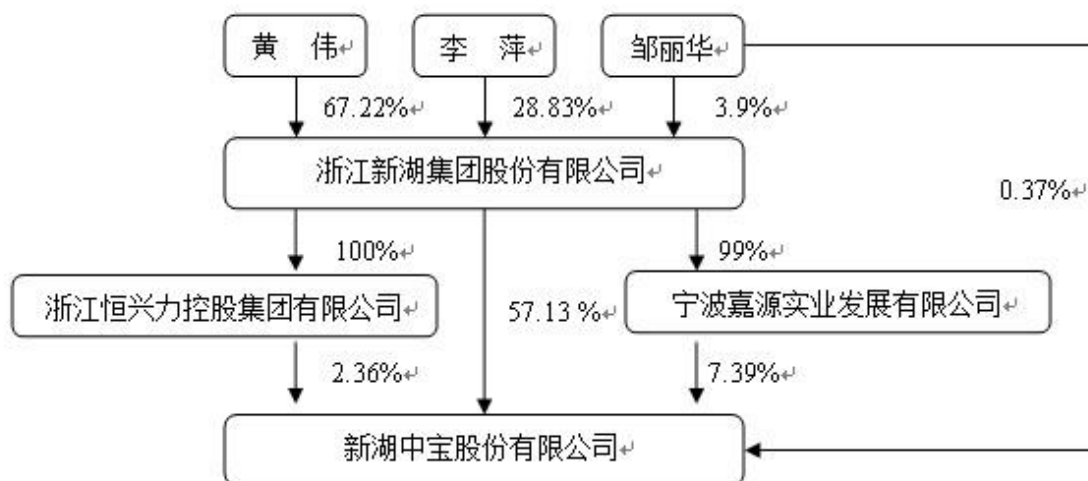 黄 伟
李 萍
邹丽华
67.22%
28.83%
3.9%
浙江新湖集团股份有限公司
0.37%
100%
99%
浙江恒兴力控股集团有限公司
57.13 %
宁波嘉源实业发展有限公司
2.36%
7.39%
新湖中宝股份有限公司